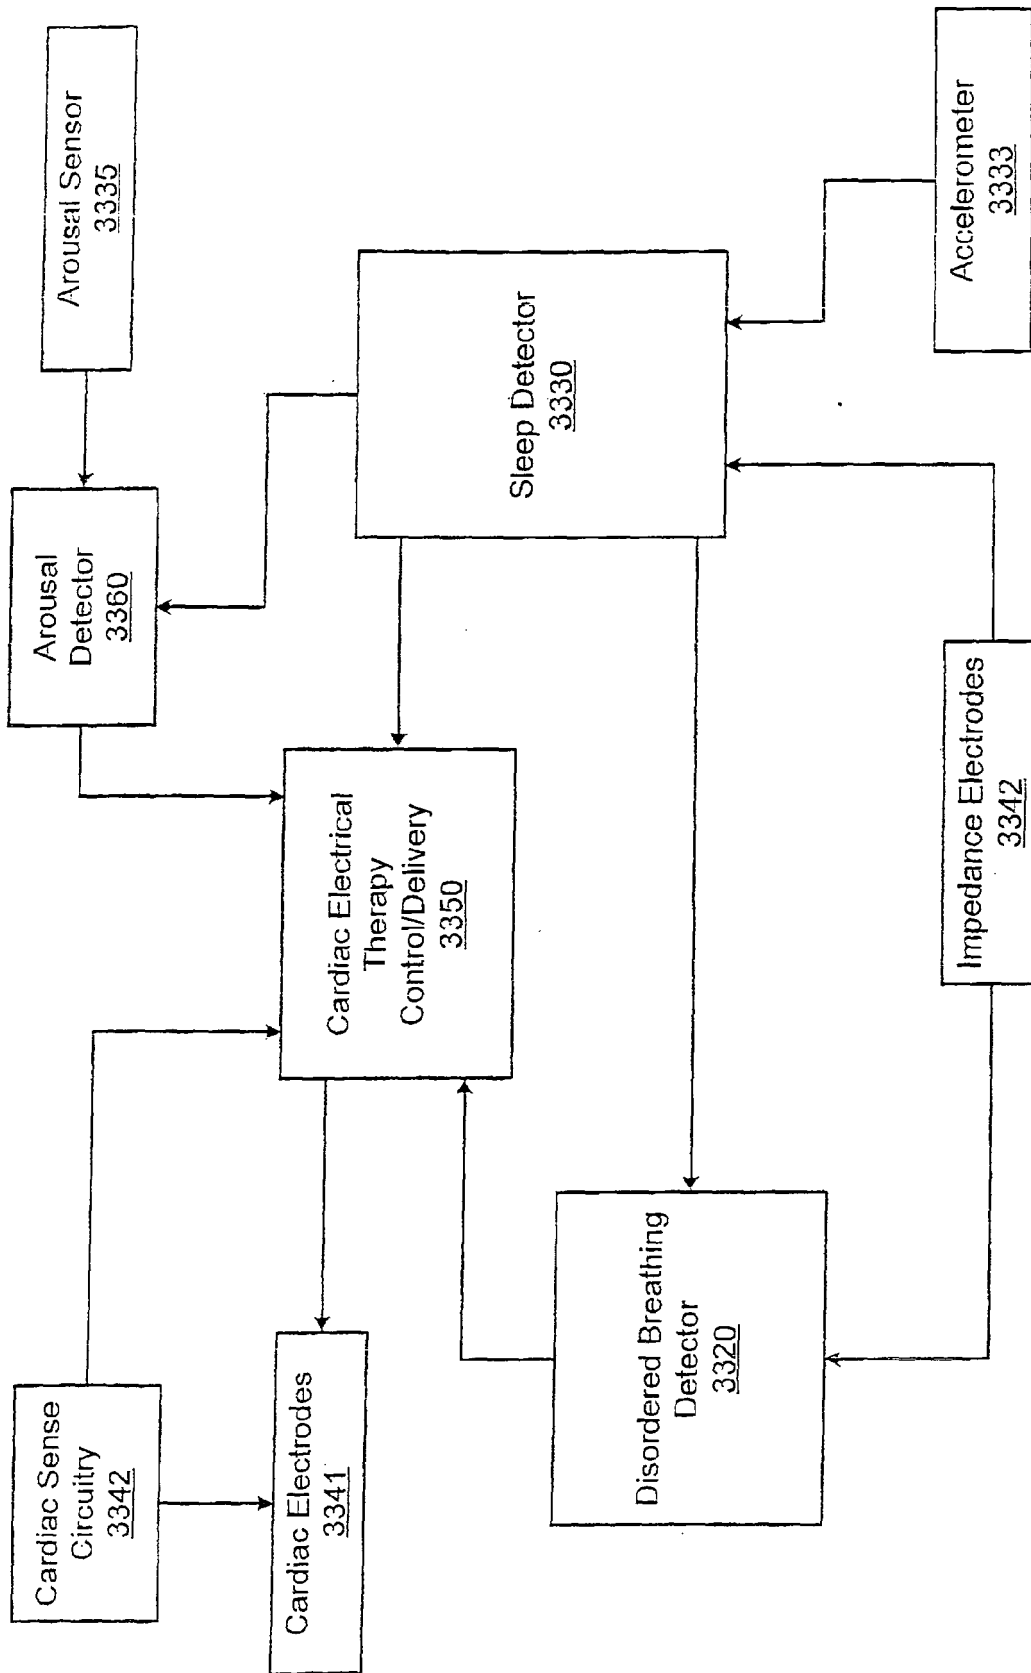 Cardiac Sense
Circuitry
3342
Cardiac Electrodes
3341
Arousal
Detector
3360
Arousal Sensor
3335
Cardiac Electrical
Therapy
Control/Delivery
3350
Sleep Detector
3330
Disordered Breathing
Detector
3320
Impedance Electrodes
3342
Accelerometer
3333